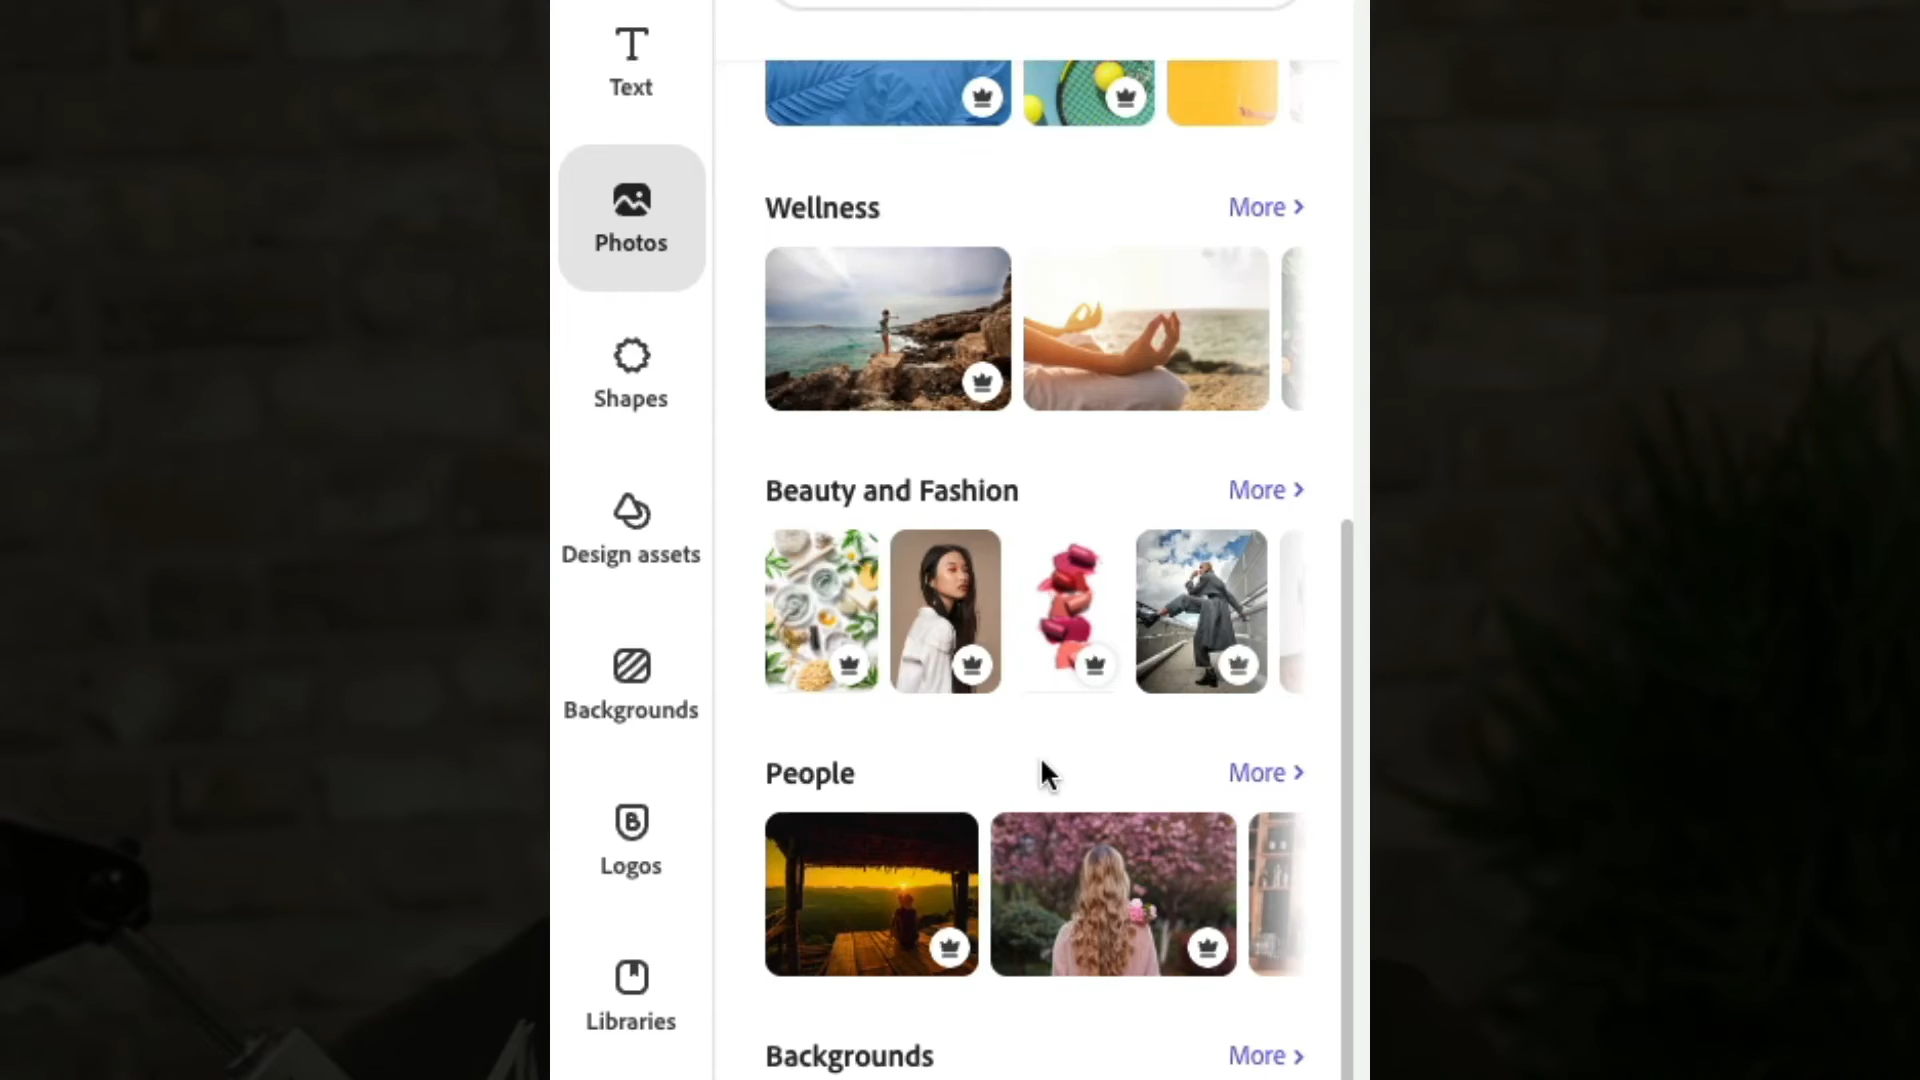 Text
Photos
Shapes
Design assets
Backgrounds
Logos
Libraries
Wellness
More
Beauty and Fashion
More
People
More
Backgrounds
More